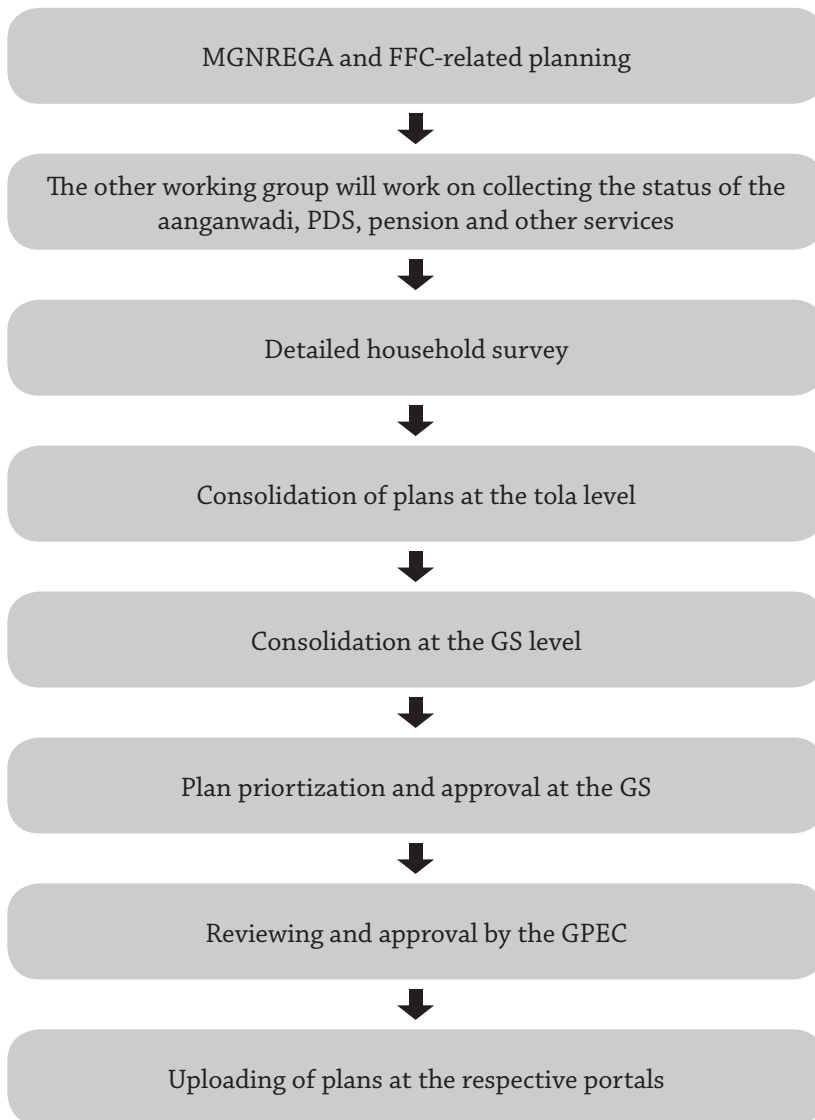 MGNREGA and FFC-related planning
The other working group will work on collecting the status of the
aanganwadi, PDS, pension and other services
Detailed household survey
Consolidation of plans at the tola level
Consolidation at the GS level
Plan priortization and approval at the GS
Reviewing and approval by the GPEC
Uploading of plans at the respective portals